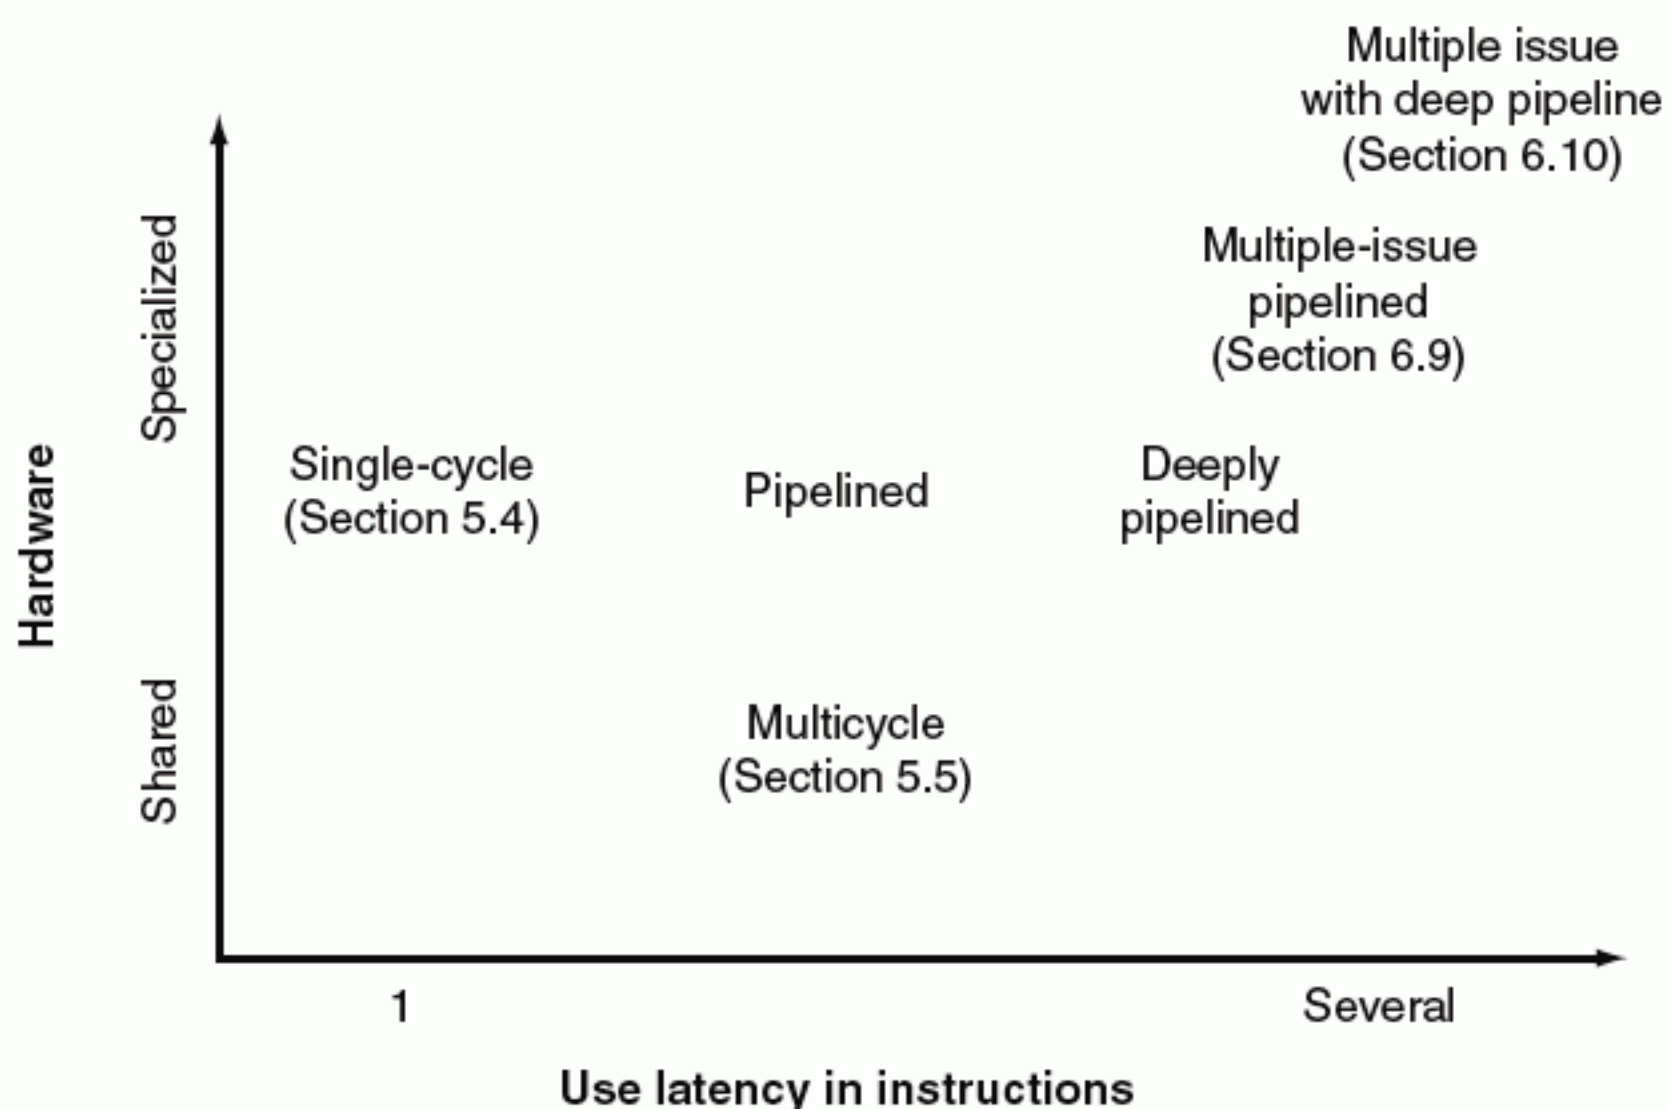 Multiple issue
with deep pipeline
(Section 6.10)
Multiple-issue
pipelined
(Section 6.9)
Specialized
Single-cycle
(Section 5.4)
Pipelined
Deeply
pipelined
Hardware
Shared
Multicycle
(Section 5.5)
1
Several
Use latency in instructions